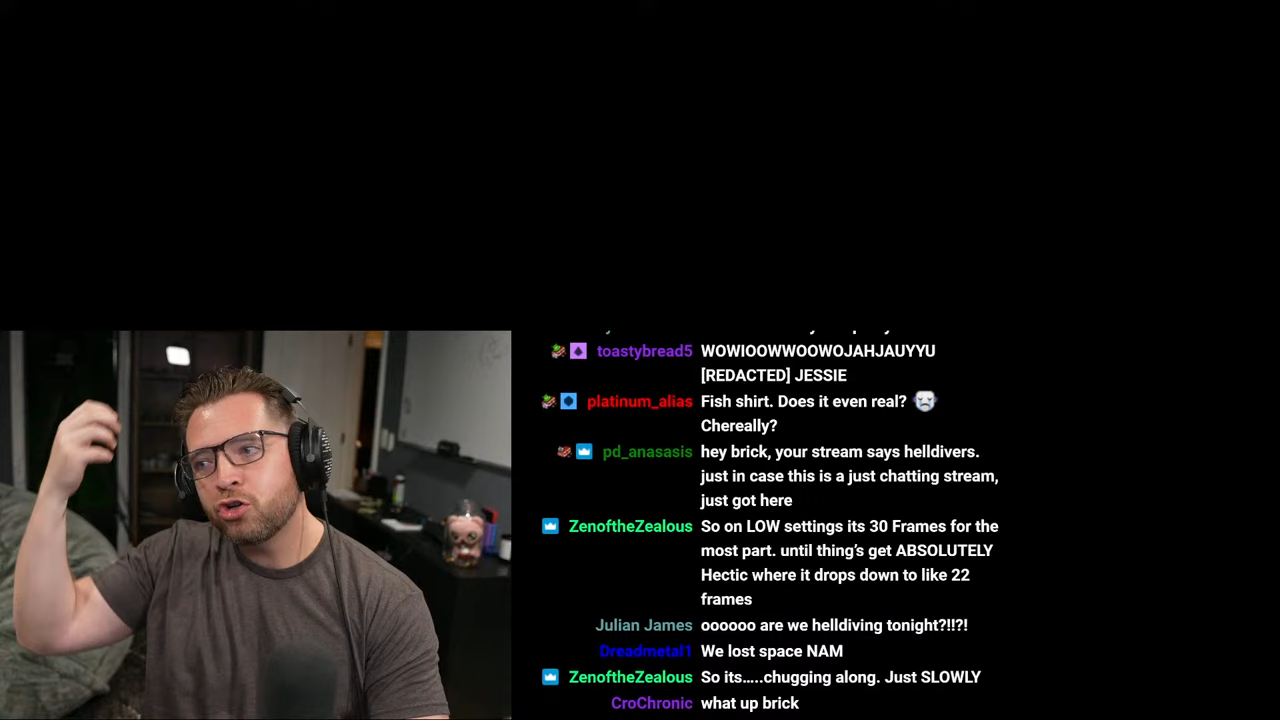 toastybread5 WOWIOOWWOOWOJAHJAUYYU
[REDACTED] JESSIE
platinum_alias Fish shirt. Does it even real?
Chereally?
pd_anasasis hey brick, your stream says helldivers.
just in case this is a just chatting stream,
just got here
ZenoftheZealous So on LOW settings its 30 Frames for the
most part. until thing's get ABSOLUTELY
Hectic where it drops down to like 22
frames
Julian James oooooo are we helldiving tonight?!!?!
Dreadmetal1 We lost space NAM
ZenoftheZealous So its.....chugging along. Just SLOWLY
CroChronic what up brick